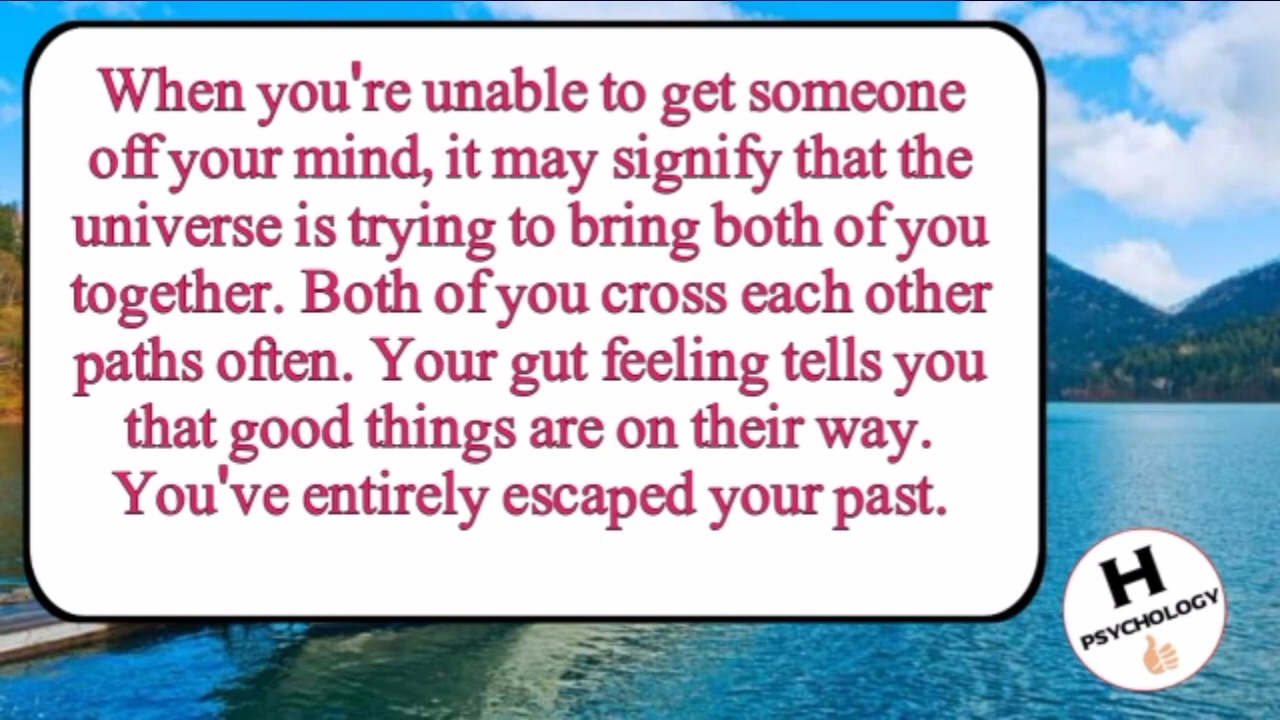 When you're unable to get someone
off your mind, it may signify that the
universe is trying to bring both of you
together. Both of you cross each other
paths often. Your gut feeling tells you
that good things are on their way.
You've entirely escaped your past.
H
PSYCHOLOGY